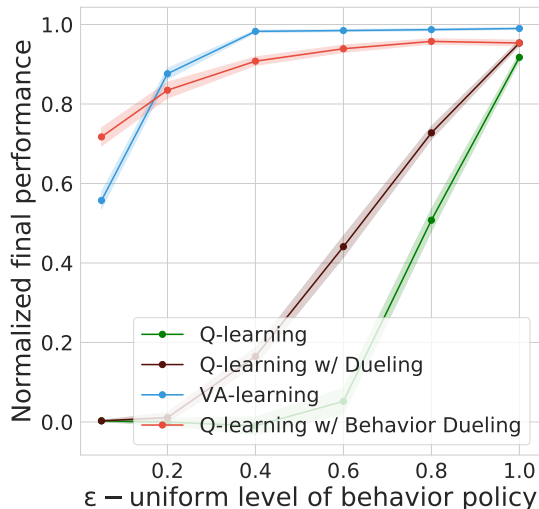 Normalized final performance
1.0
0.8
0.6
0.4
0.2
0.0
Q-learning
Q-learning w/ Dueling
VA-learning
Q-learning w/ Behavior Dueling
0.2 0.4 0.6 0.8 1.0
ε − uniform level of behavior policy